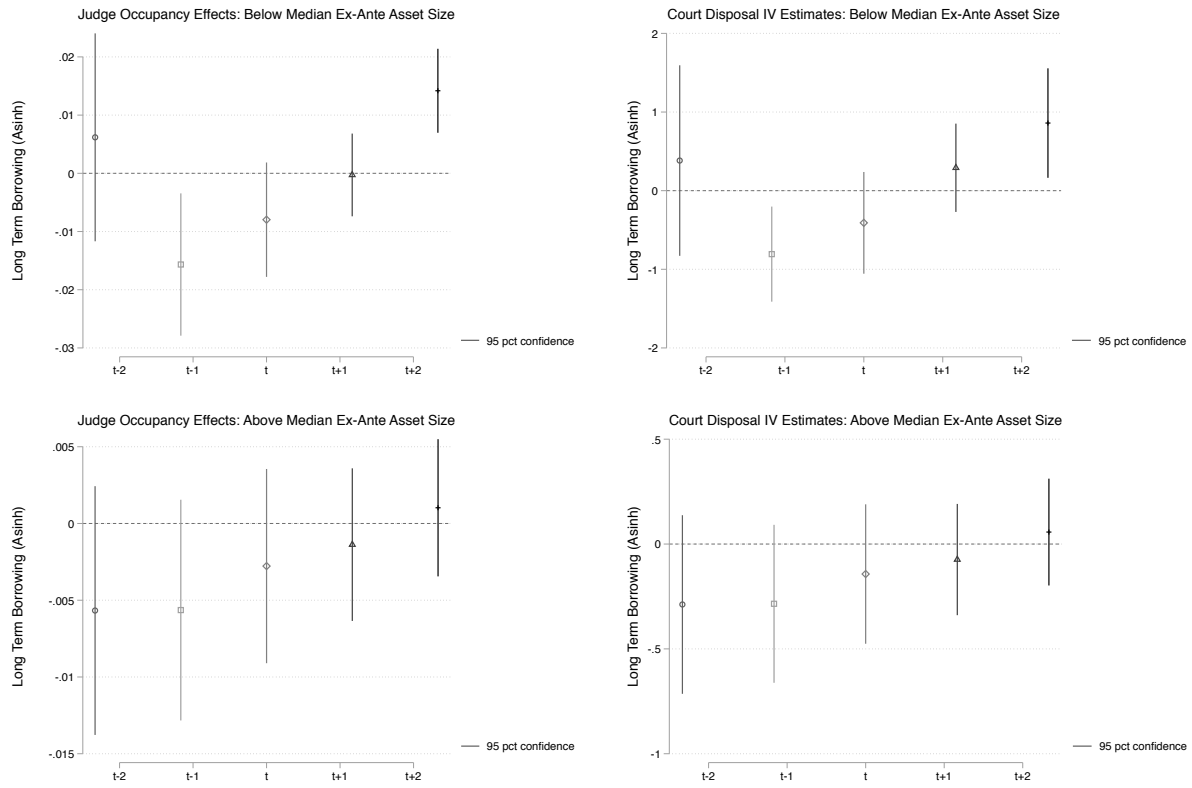 Judge Occupancy Effects: Below Median Ex-Ante Asset Size
Long Term Borrowing (Asinh)
.02
.01
0
-.01
-.02
-.03
t-2 t-1 t t+1 t+2
95 pct confidence
Court Disposal IV Estimates: Below Median Ex-Ante Asset Size
Long Term Borrowing (Asinh)
2
1
0
-1
-2
t-2 t-1 t t+1 t+2
95 pct confidence
Judge Occupancy Effects: Above Median Ex-Ante Asset Size
Long Term Borrowing (Asinh)
.005
0
-.005
-.01
-.015
t-2 t-1 t t+1 t+2
95 pct confidence
Court Disposal IV Estimates: Above Median Ex-Ante Asset Size
Long Term Borrowing (Asinh)
.5
0
-.5
-1
t-2 t-1 t t+1 t+2
95 pct confidence